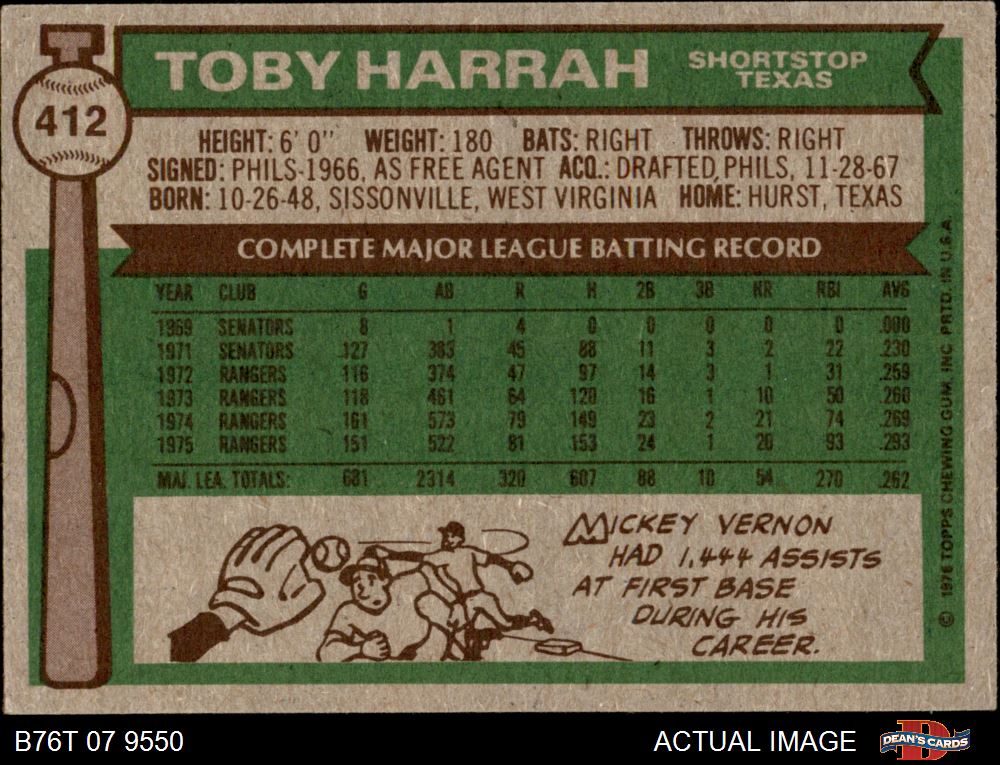 412
TOBY HARRAH
SHORTSTOP
TEXAS
HEIGHT: 6' 0" WEIGHT: 180 BATS: RIGHT THROWS: RIGHT
SIGNED: PHILS-1966, AS FREE AGENT ACQ.: DRAFTED, PHILS, 11-28-67
BORN: 10-26-48, SISSONVILLE, WEST VIRGINIA HOME: HURST, TEXAS
COMPLETE MAJOR LEAGUE BATTING RECORD
YEAR CLUB G AB R H 2B 3B HR RBI AVG
1969 SENATORS 8 1 4 0 0 0 0 0 .000
1971 SENATORS 127 383 45 88 11 3 2 22 .230
1972 RANGERS 116 374 47 97 14 3 1 31 .259
1973 RANGERS 118 461 64 120 16 1 10 50 .260
1974 RANGERS 161 573 79 149 23 2 21 74 .269
1975 RANGERS 151 522 81 153 24 1 20 93 .293
MAJ. LEA. TOTALS: 681 2314 320 607 88 10 54 270 .262
MICKEY VERNON
HAD 1,444 ASSISTS
AT FIRST BASE
DURING HIS
CAREER.
© 1976 TOPPS CHEWING GUM, INC. PRTD. IN U.S.A.
B76T 07 9550
ACTUAL IMAGE
D
DEAN'S CARDS